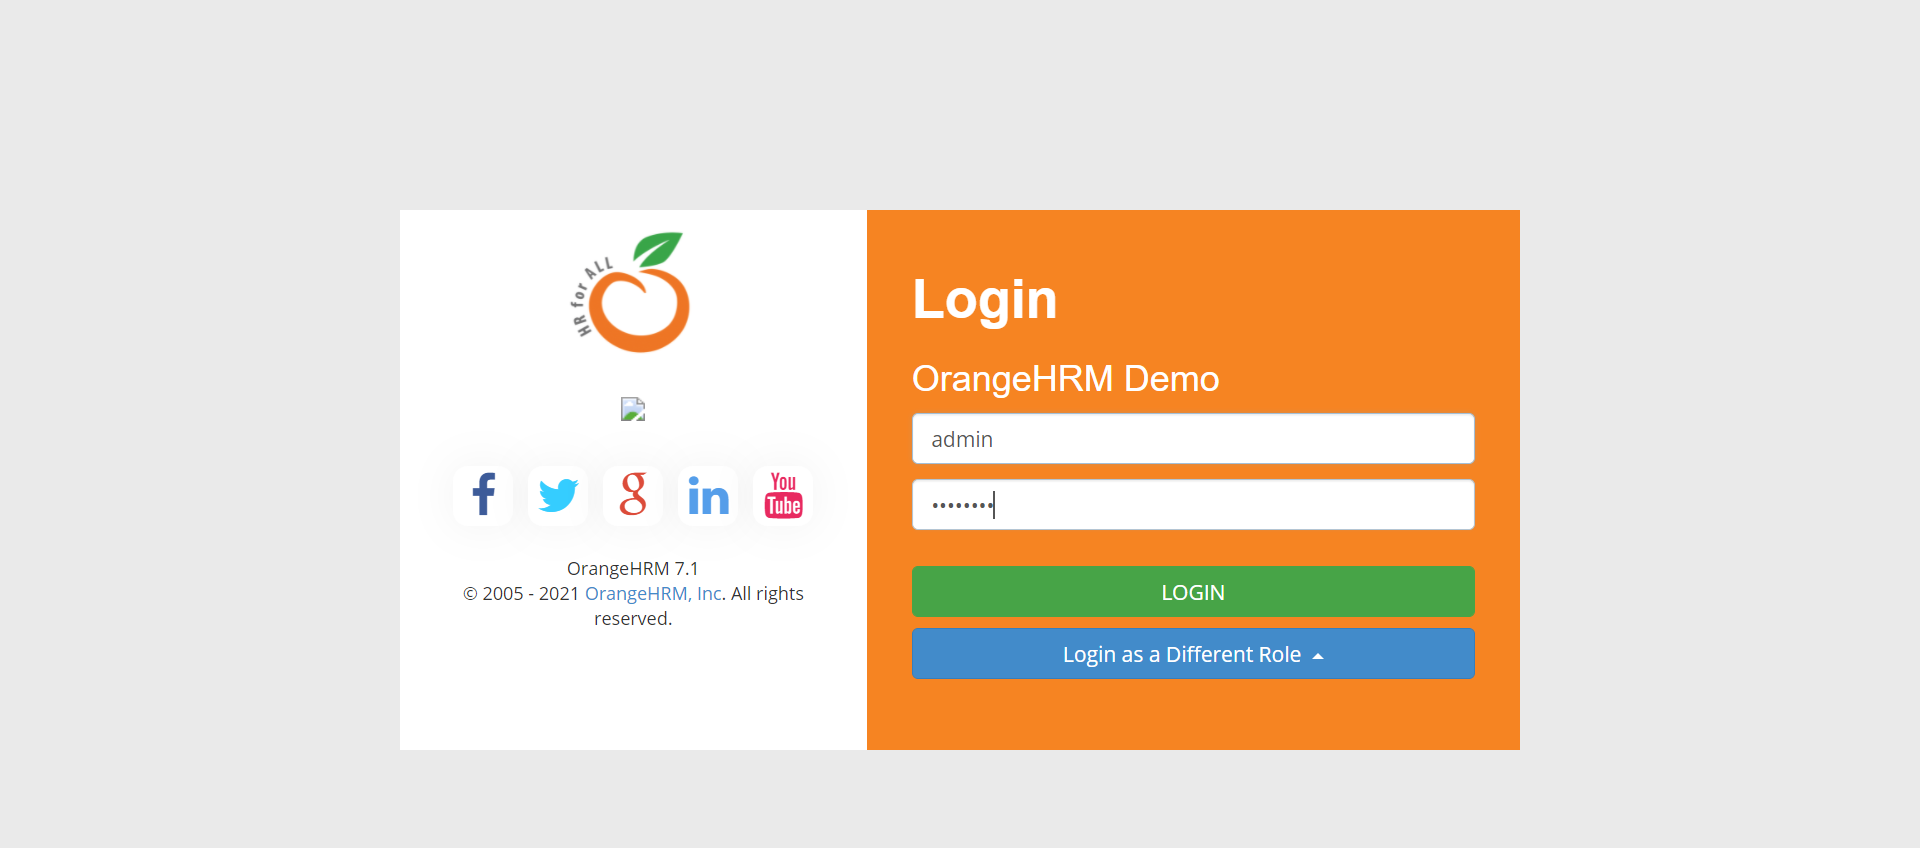 HR for ALL
You
Tube
OrangeHRM 7.1
© 2005 - 2021 OrangeHRM, Inc. All rights
reserved.
Login
OrangeHRM Demo
admin
••••••••
LOGIN
Login as a Different Role